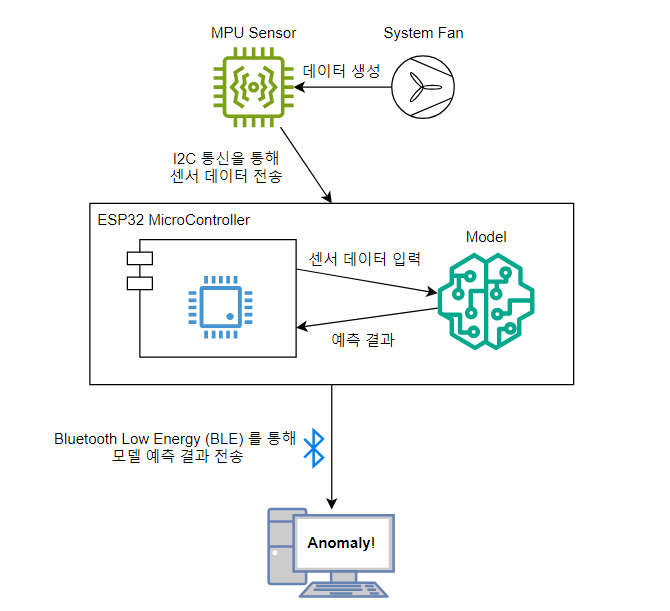 MPU Sensor
System Fan
데이터 생성
I2C 통신을 통해
센서 데이터 전송
ESP32 MicroController
Model
센서 데이터 입력
예측 결과
Bluetooth Low Energy (BLE) 를 통해
모델 예측 결과 전송
Anomaly!